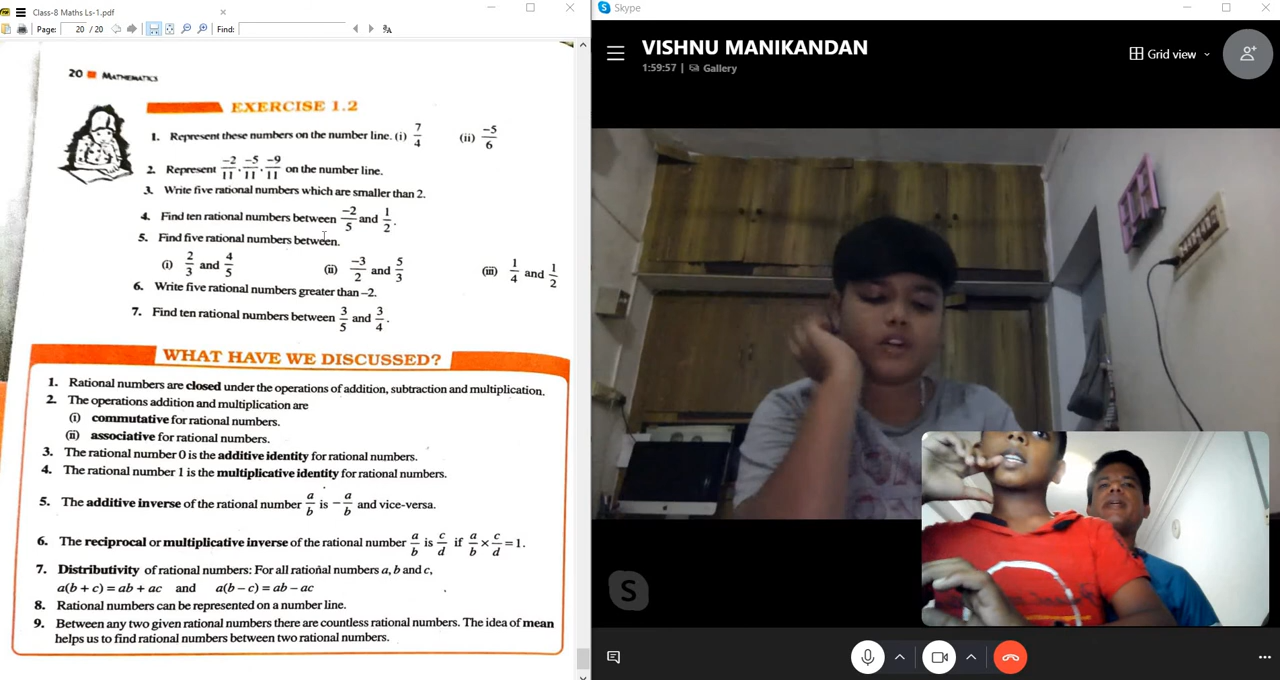 Class-8 Maths Ls-1.pdf
Page: 20 / 20 Find:
20 MATHEMATICS
EXERCISE 1.2
1. Represent these numbers on the number line. (i) 7/4 (ii) -5/6
2. Represent -2/11, -5/11, -9/11 on the number line.
3. Write five rational numbers which are smaller than 2.
4. Find ten rational numbers between -2/5 and 1/2.
5. Find five rational numbers between.
(i) 2/3 and 4/5 (ii) -3/2 and 5/3 (iii) 1/4 and 1/2
6. Write five rational numbers greater than –2.
7. Find ten rational numbers between 3/5 and 3/4.
WHAT HAVE WE DISCUSSED?
1. Rational numbers are closed under the operations of addition, subtraction and multiplication.
2. The operations addition and multiplication are
(i) commutative for rational numbers.
(ii) associative for rational numbers.
3. The rational number 0 is the additive identity for rational numbers.
4. The rational number 1 is the multiplicative identity for rational numbers.
5. The additive inverse of the rational number a/b is -a/b and vice-versa.
6. The reciprocal or multiplicative inverse of the rational number a/b is c/d if a/b × c/d = 1.
7. Distributivity of rational numbers: For all rational numbers a, b and c,
a(b + c) = ab + ac and a(b – c) = ab – ac
8. Rational numbers can be represented on a number line.
9. Between any two given rational numbers there are countless rational numbers. The idea of mean
helps us to find rational numbers between two rational numbers.
Skype
VISHNU MANIKANDAN
1:59:57 | Gallery
Grid view
S